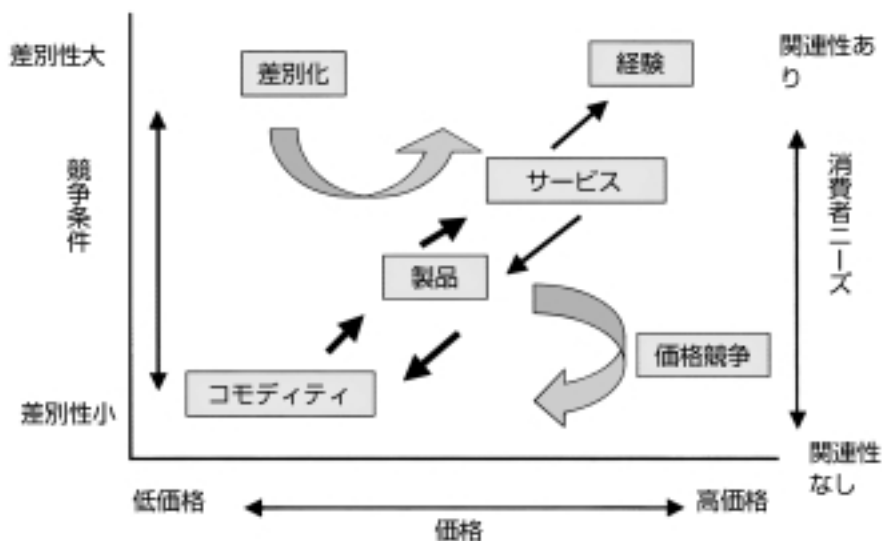 差別性大
差別化
経験
関連性あ
り
競争条件
サービス
消費者ニーズ
製品
価格競争
コモディティ
差別性小
関連性
なし
低価格
高価格
価格